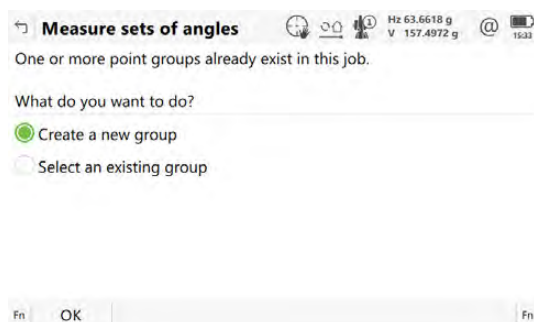 Measure sets of angles
1
Hz 63.6618 g
V 157.4972 g
@
15:33
One or more point groups already exist in this job.
What do you want to do?
Create a new group
Select an existing group
Fn OK Fn